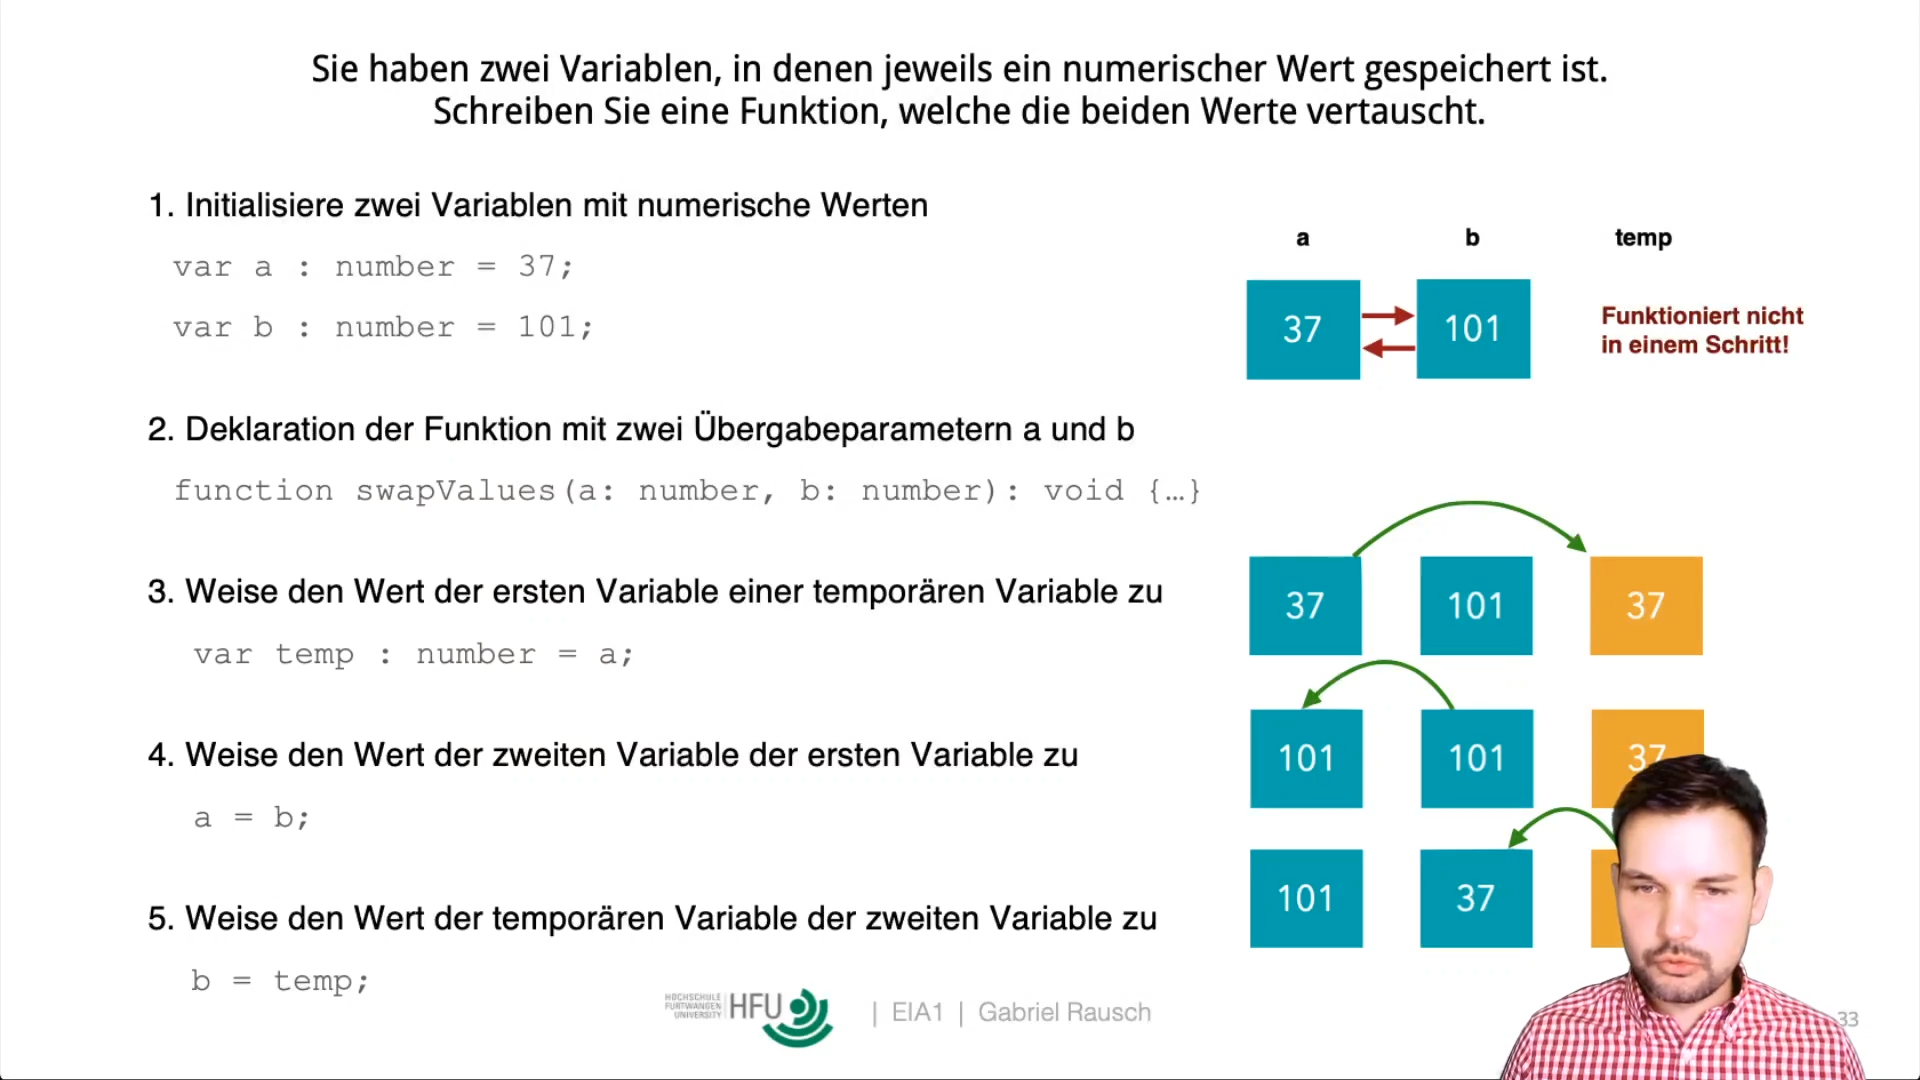 Sie haben zwei Variablen, in denen jeweils ein numerischer Wert gespeichert ist.
Schreiben Sie eine Funktion, welche die beiden Werte vertauscht.
1. Initialisiere zwei Variablen mit numerische Werten
var a : number = 37;
var b : number = 101;
2. Deklaration der Funktion mit zwei Übergabeparametern a und b
function swapValues(a: number, b: number): void {…}
3. Weise den Wert der ersten Variable einer temporären Variable zu
var temp : number = a;
4. Weise den Wert der zweiten Variable der ersten Variable zu
a = b;
5. Weise den Wert der temporären Variable der zweiten Variable zu
b = temp;
a b temp
37 101
Funktioniert nicht
in einem Schritt!
37 101 37
101 101 37
101 37
HOCHSCHULE
FURTWANGEN
UNIVERSITY
HFU
| EIA1 | Gabriel Rausch
33